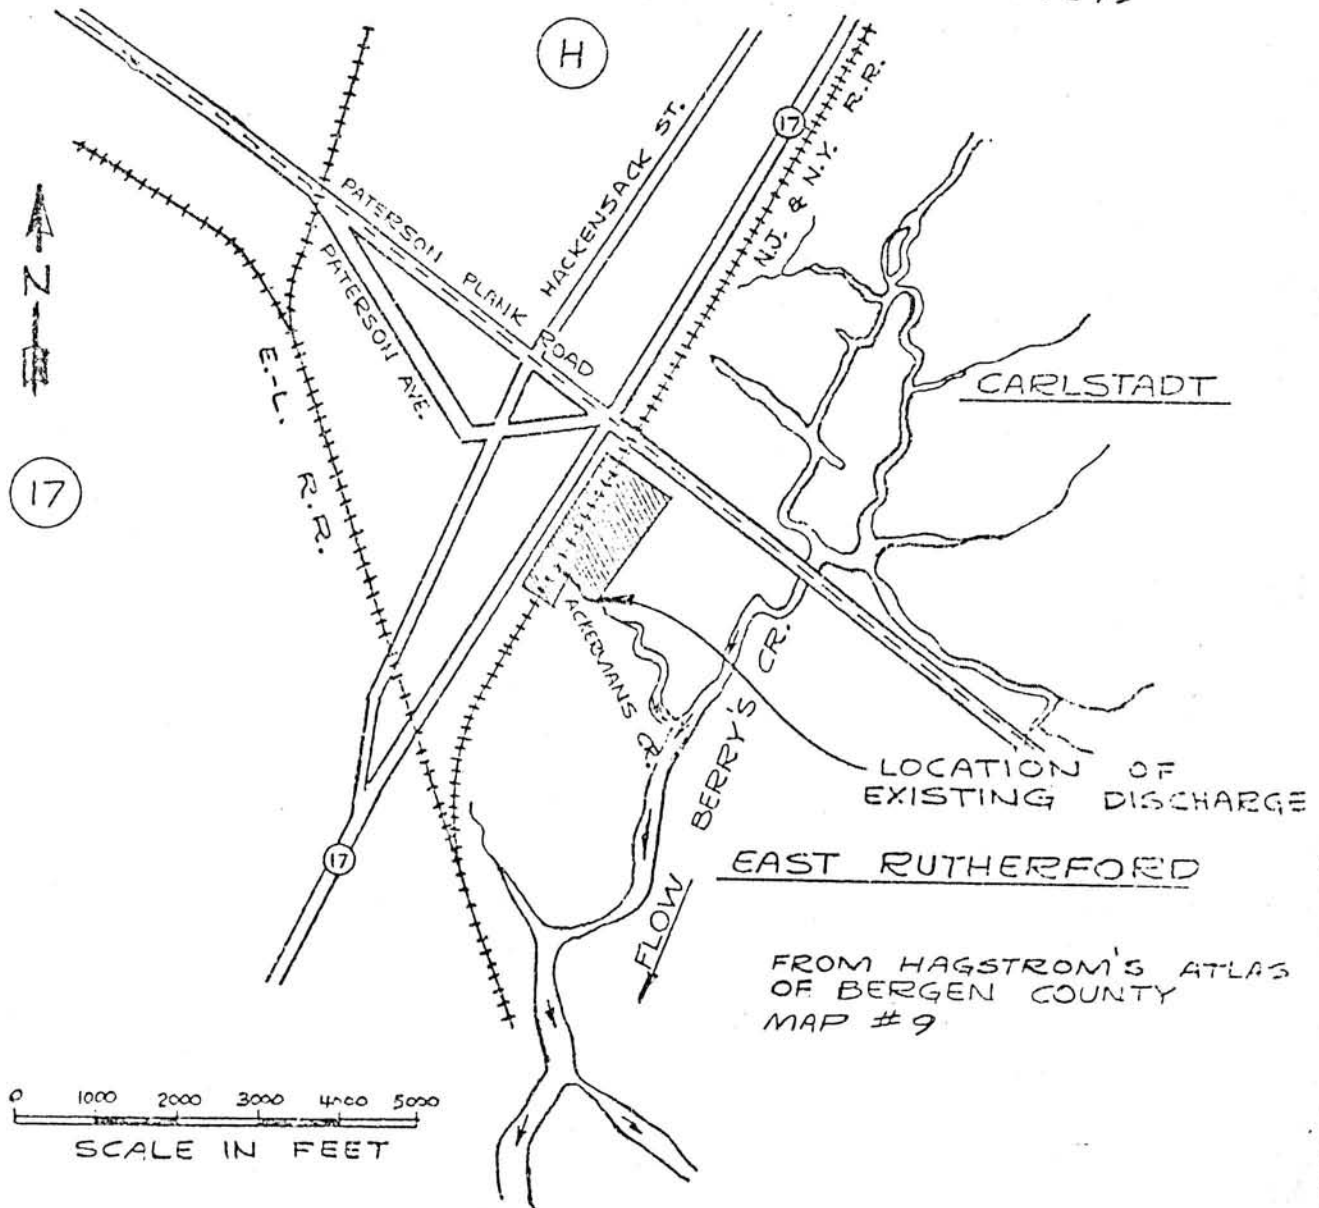 H
17
N.J. & N.Y. R.R.
HACKENSACK ST.
PATERSON PLANK ROAD
PATERSON AVE.
N
E.-L. R.R.
CARLSTADT
17
ACKERMANS CR.
BERRY'S CR.
FLOW
LOCATION OF
EXISTING DISCHARGE
EAST RUTHERFORD
17
FROM HAGSTROM'S ATLAS
OF BERGEN COUNTY
MAP #9
0 1000 2000 3000 4000 5000
SCALE IN FEET